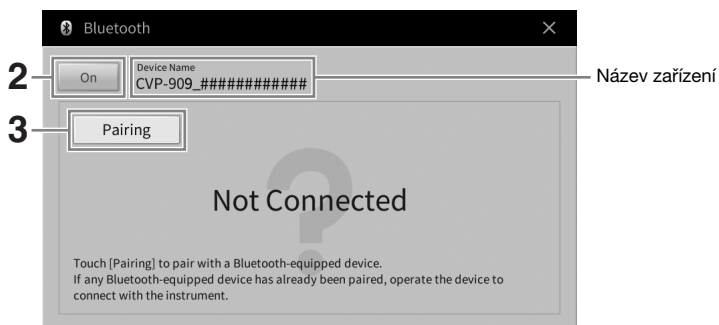 Bluetooth
2
On
Device Name
CVP-909_############
Název zařízení
3
Pairing
Not Connected
Touch [Pairing] to pair with a Bluetooth-equipped device.
If any Bluetooth-equipped device has already been paired, operate the device to
connect with the instrument.